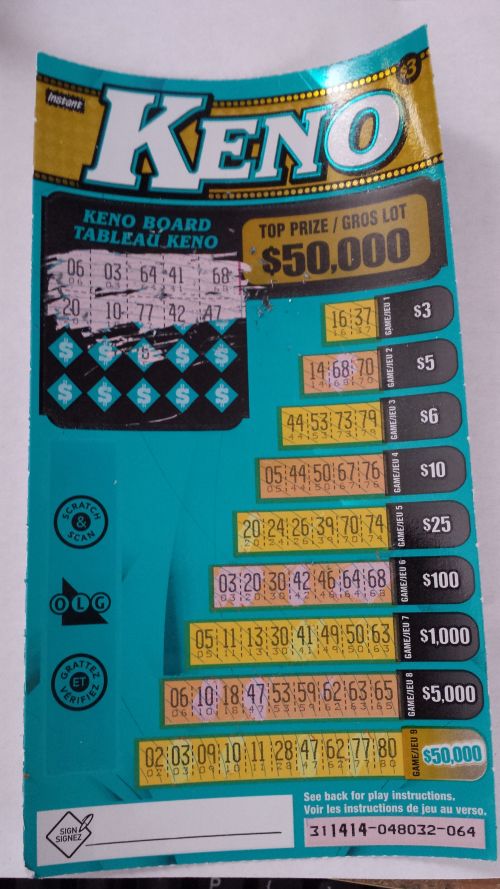 Instant
KENO
$3
KENO BOARD
TABLEAU KENO
TOP PRIZE / GROS LOT
$50,000
06 03 64 41 68
20 10 77 42 47
$ $ $ $ $
$ $ $ $ $
16 37 GAME/JEU 1 $3
14 68 70 GAME/JEU 2 $5
44 53 73 79 GAME/JEU 3 $6
05 44 50 67 76 GAME/JEU 4 $10
20 24 26 39 70 74 GAME/JEU 5 $25
03 20 30 42 46 64 68 GAME/JEU 6 $100
05 11 13 30 41 49 50 63 GAME/JEU 7 $1,000
06 10 18 47 53 59 62 63 65 GAME/JEU 8 $5,000
02 03 09 10 11 28 47 62 77 80 GAME/JEU 9 $50,000
SCRATCH
&
SCAN
OLG
GRATTEZ
ET
VÉRIFIEZ
See back for play instructions.
Voir les instructions de jeu au verso.
SIGN
SIGNEZ
311414-048032-064